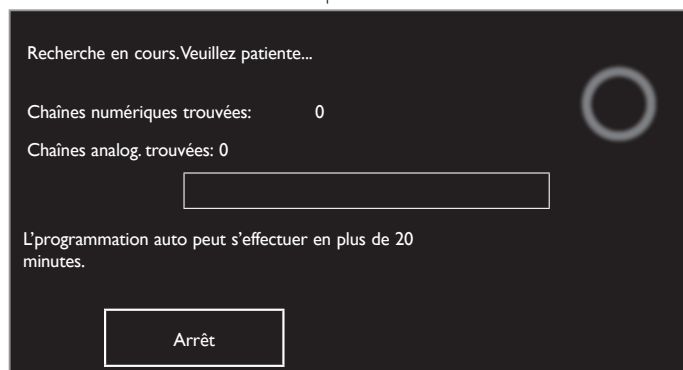 Recherche en cours. Veuillez patiente...
Chaînes numériques trouvées: 0
Chaînes analog. trouvées: 0
L'programmation auto peut s'effectuer en plus de 20
minutes.
Arrêt